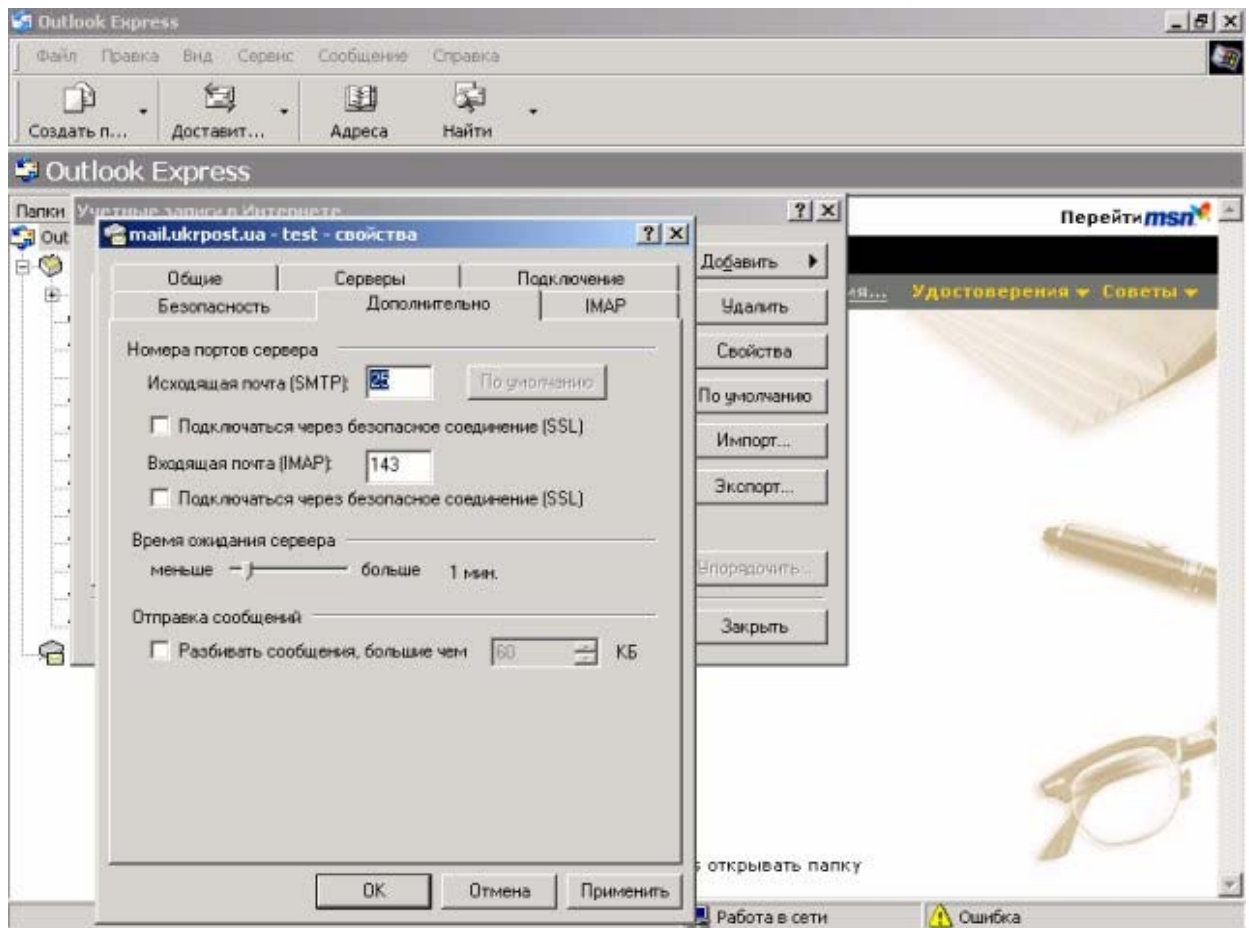 Outlook Express
Файл Правка Вид Сервис Сообщение Справка
Создать п... Доставит... Адреса Найти
Outlook Express
Папки
Учетные записи в Интернете
Перейти msn
Out
mail.ukrpost.ua - test - свойства
Добавить
Общие Серверы Подключение
ия... Удостоверения Советы
Безопасность Дополнительно IMAP
Удалить
Номера портов сервера
Свойства
Исходящая почта (SMTP): 25 По умолчанию
По умолчанию
Подключаться через безопасное соединение (SSL)
Импорт...
Входящая почта (IMAP): 143
Экспорт...
Подключаться через безопасное соединение (SSL)
Время ожидания сервера
меньше больше 1 мин.
Упорядочить...
Отправка сообщений
Закрыть
Разбивать сообщения, большие чем 60 КБ
s открывать папку
OK Отмена Применить
Работа в сети Ошибка